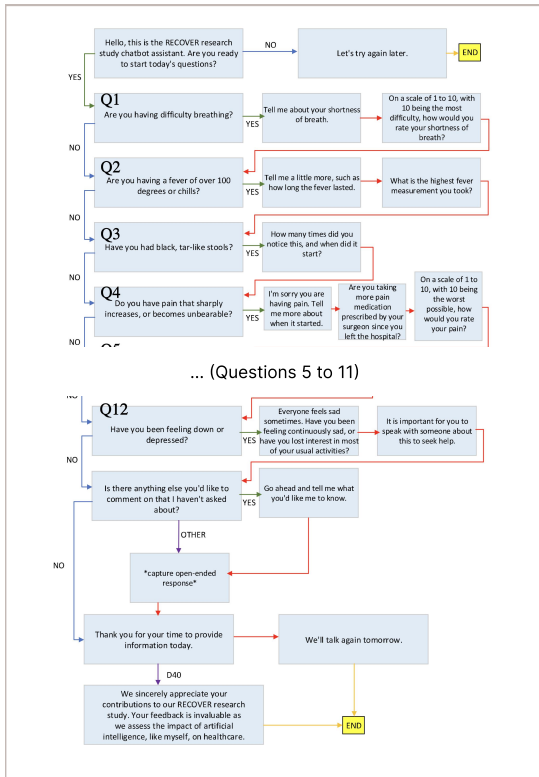 Hello, this is the RECOVER research
study chatbot assistant. Are you ready
to start today's questions?
NO
Let's try again later.
END
YES
Q1
Are you having difficulty breathing?
YES
Tell me about your shortness
of breath.
On a scale of 1 to 10, with
10 being the most
difficulty, how would you
rate your shortness of
breath?
NO
Q2
Are you having a fever of over 100
degrees or chills?
YES
Tell me a little more, such as
how long the fever lasted.
What is the highest fever
measurement you took?
NO
Q3
Have you had black, tar-like stools?
YES
How many times did you
notice this, and when did it
start?
NO
Q4
Do you have pain that sharply
increases, or becomes unbearable?
YES
I'm sorry you are
having pain. Tell
me more about
when it started.
Are you taking
more pain
medication
prescribed by your
surgeon since you
left the hospital?
On a scale of 1 to
10, with 10 being
the worst
possible, how
would you rate
your pain?
NO
... (Questions 5 to 11)
Q12
Have you been feeling down or
depressed?
YES
Everyone feels sad
sometimes. Have you been
feeling continuously sad, or
have you lost interest in most
of your usual activities?
It is important for you to
speak with someone about
this to seek help.
NO
Is there anything else you'd like to
comment on that I haven't asked
about?
YES
Go ahead and tell me what
you'd like me to know.
OTHER
NO
*capture open-ended
response*
Thank you for your time to provide
information today.
We'll talk again tomorrow.
D40
We sincerely appreciate your
contributions to our RECOVER research
study. Your feedback is invaluable as
we assess the impact of artificial
intelligence, like myself, on healthcare.
END